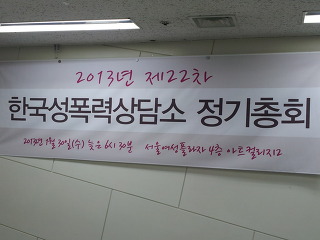 2013년 제22차
한국성폭력상담소 정기총회
2013년 1월 30일(수) 늦은 6시 30분 서울여성플라자 4층 아트컬리지2